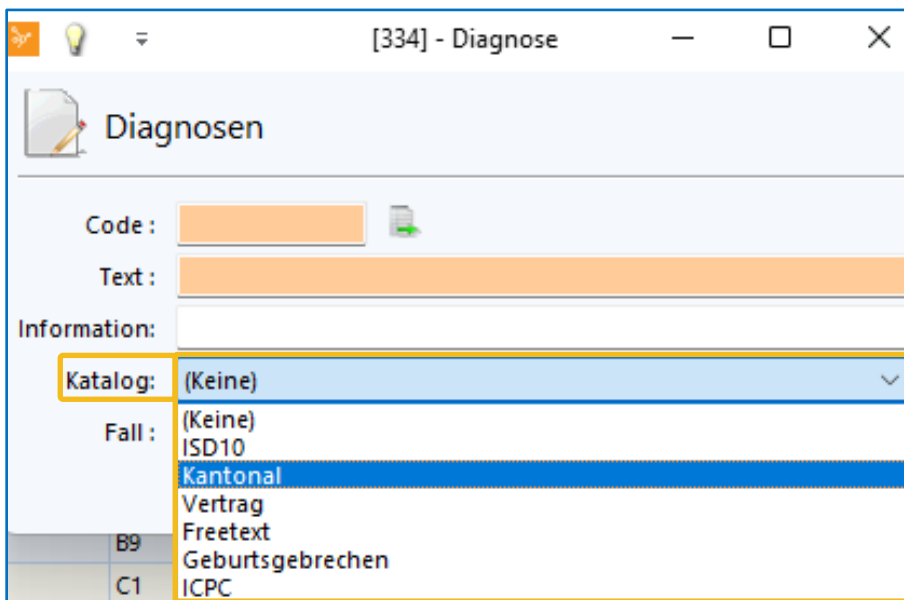 [334] - Diagnose
Diagnosen
Code :
Text :
Information:
Katalog: (Keine)
Fall :
(Keine)
ISD10
Kantonal
Vertrag
Freetext
Geburtsgebrechen
ICPC
B9
C1